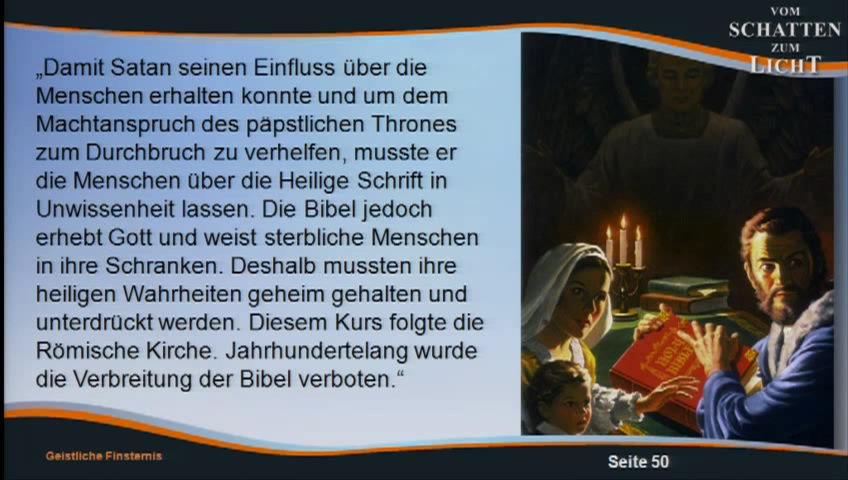 VOM
SCHATTEN
ZUM
LICHT
„Damit Satan seinen Einfluss über die
Menschen erhalten konnte und um dem
Machtanspruch des päpstlichen Thrones
zum Durchbruch zu verhelfen, musste er
die Menschen über die Heilige Schrift in
Unwissenheit lassen. Die Bibel jedoch
erhebt Gott und weist sterbliche Menschen
in ihre Schranken. Deshalb mussten ihre
heiligen Wahrheiten geheim gehalten und
unterdrückt werden. Diesem Kurs folgte die
Römische Kirche. Jahrhundertelang wurde
die Verbreitung der Bibel verboten.“
BIBLE
Geistliche Finsternis
Seite 50